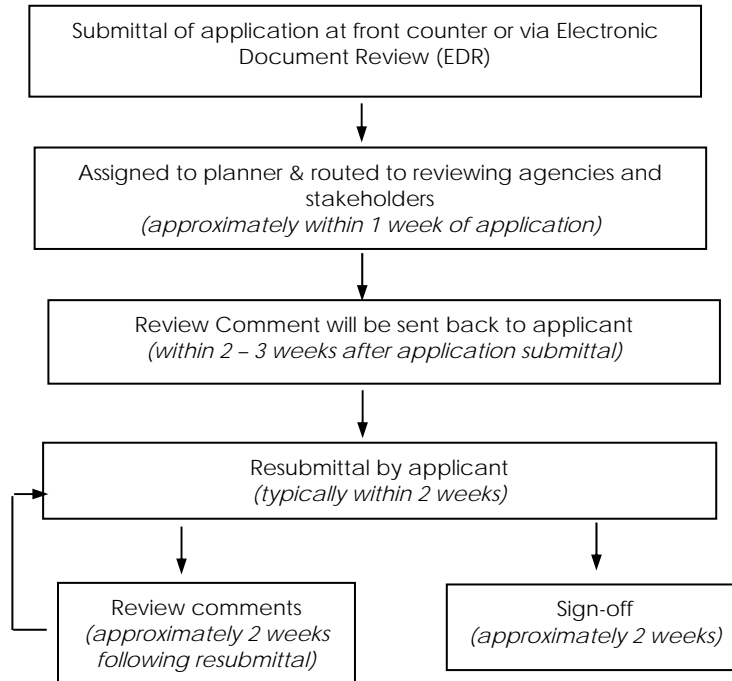 Submittal of application at front counter or via Electronic
Document Review (EDR)
Assigned to planner & routed to reviewing agencies and
stakeholders
(approximately within 1 week of application)
Review Comment will be sent back to applicant
(within 2 – 3 weeks after application submittal)
Resubmittal by applicant
(typically within 2 weeks)
Review comments
(approximately 2 weeks
following resubmittal)
Sign-off
(approximately 2 weeks)